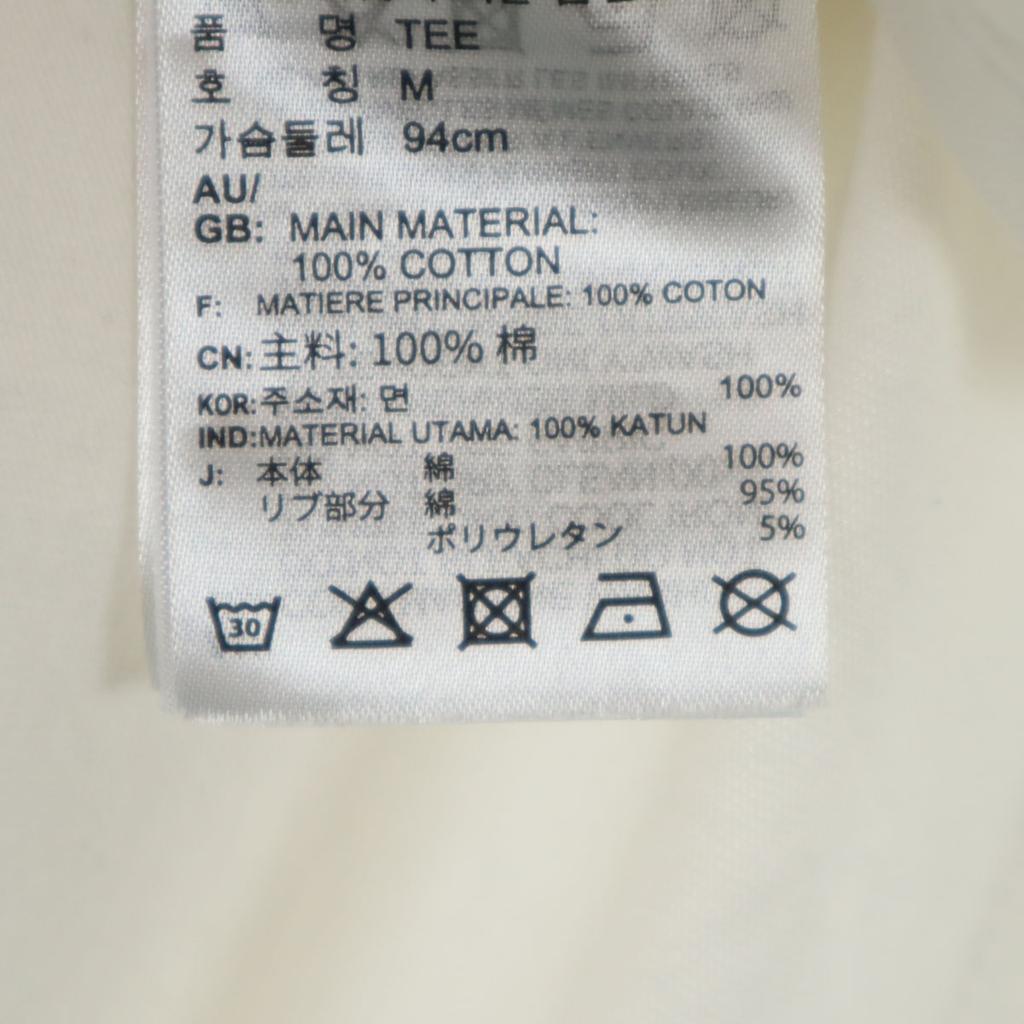 품 명 TEE
호 칭 M
가슴둘레 94cm
AU/
GB: MAIN MATERIAL:
100% COTTON
F: MATIERE PRINCIPALE: 100% COTON
CN: 主料: 100% 棉
KOR: 주소재: 면 100%
IND: MATERIAL UTAMA: 100% KATUN
J: 本体 綿 100%
リブ部分 綿 95%
ポリウレタン 5%
30